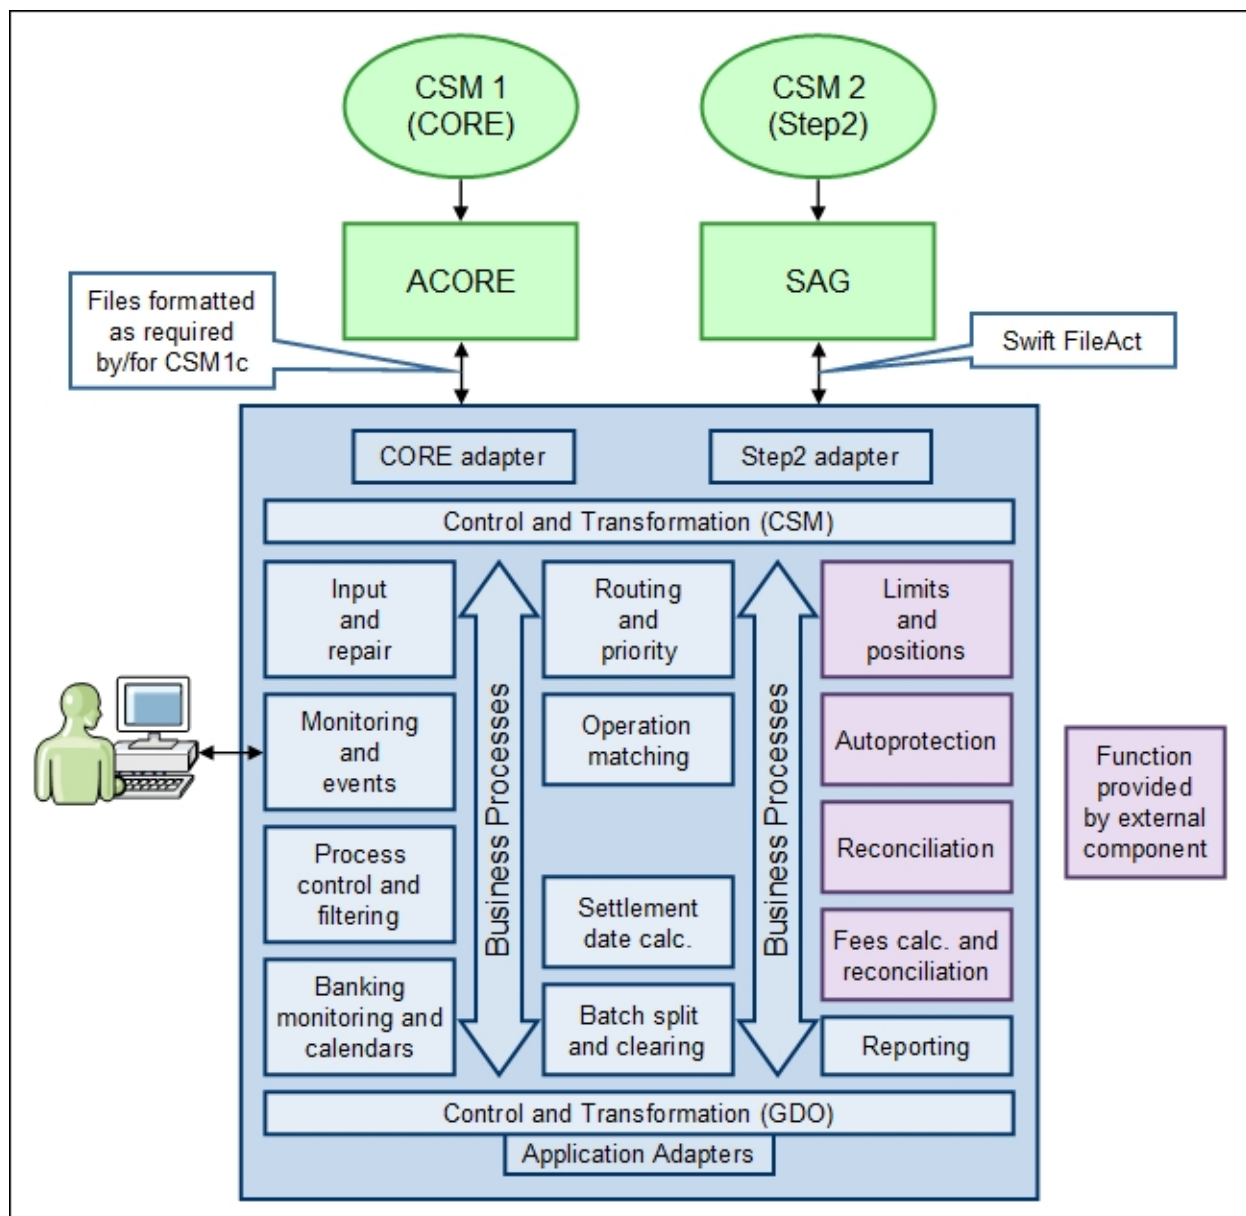 CSM 1
(CORE)
CSM 2
(Step2)
ACORE
SAG
Files formatted
as required
by/for CSM1c
Swift FileAct
CORE adapter
Step2 adapter
Control and Transformation (CSM)
Input
and
repair
Routing
and
priority
Limits
and
positions
Monitoring
and
events
Operation
matching
Autoprotection
Business Processes
Business Processes
Function
provided
by external
component
Process
control and
filtering
Reconciliation
Settlement
date calc.
Fees calc. and
reconciliation
Banking
monitoring and
calendars
Batch split
and clearing
Reporting
Control and Transformation (GDO)
Application Adapters